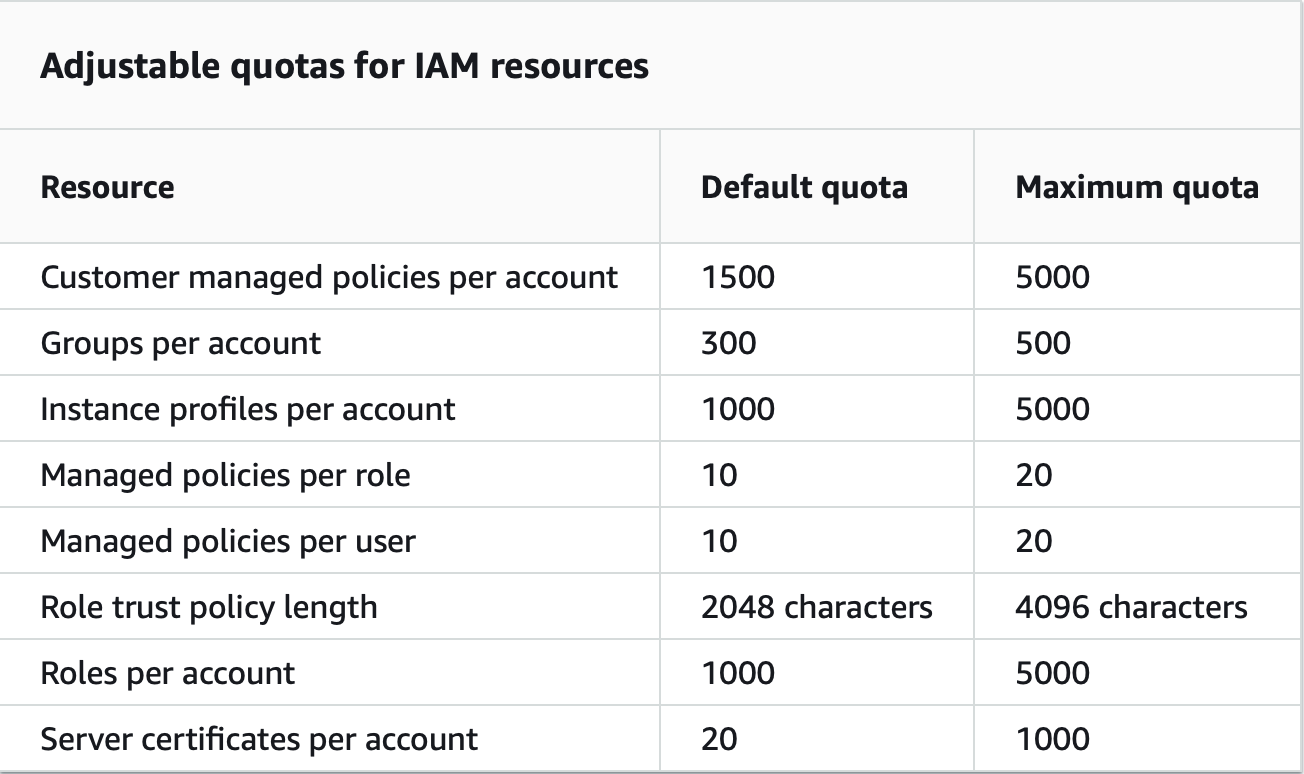 Adjustable quotas for IAM resources
Resource Default quota Maximum quota
Customer managed policies per account 1500 5000
Groups per account 300 500
Instance profiles per account 1000 5000
Managed policies per role 10 20
Managed policies per user 10 20
Role trust policy length 2048 characters 4096 characters
Roles per account 1000 5000
Server certificates per account 20 1000